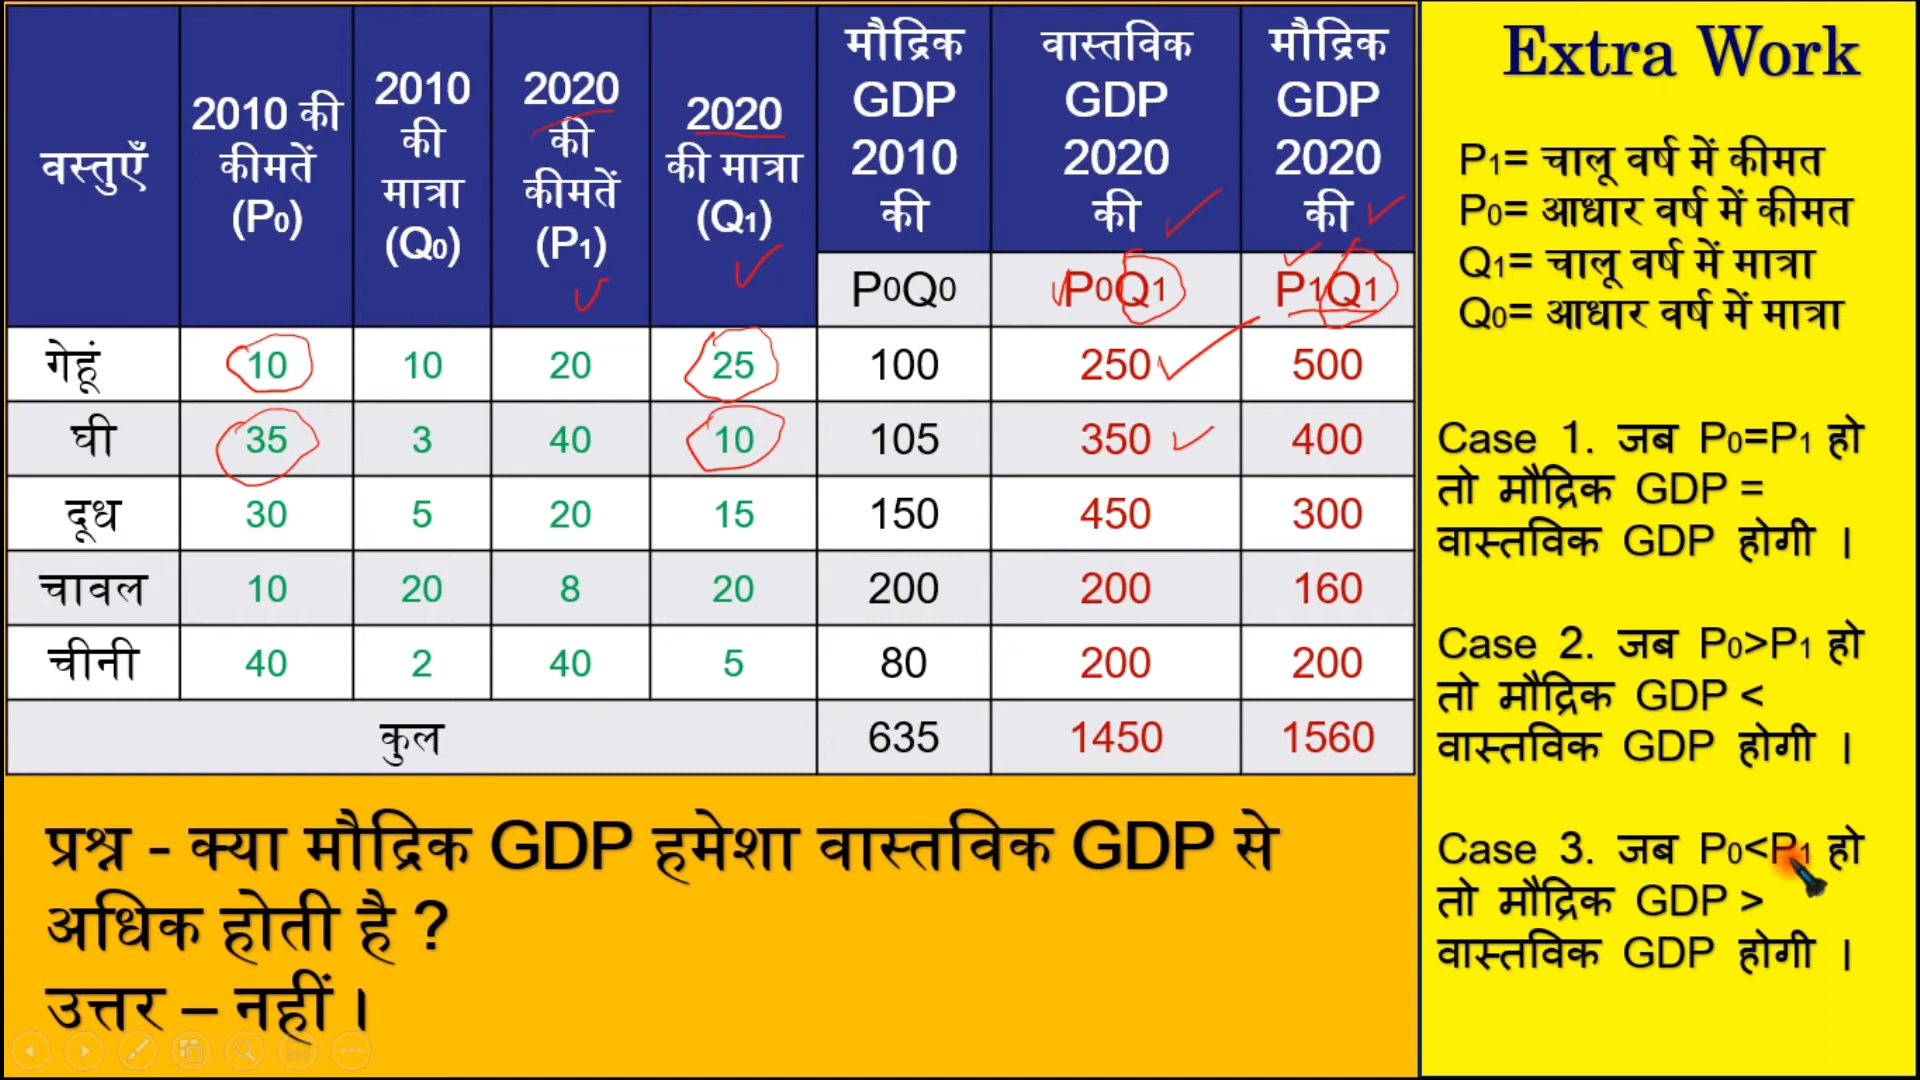 वस्तुएँ
2010 की
कीमतें
(P0)
2010
की
मात्रा
(Q0)
2020
की
कीमतें
(P1)
2020
की मात्रा
(Q1)
मौद्रिक
GDP
2010
की
वास्तविक
GDP
2020
की
मौद्रिक
GDP
2020
की
P0Q0 P0Q1 P1Q1
गेहूं 10 10 20 25 100 250 500
घी 35 3 40 10 105 350 400
दूध 30 5 20 15 150 450 300
चावल 10 20 8 20 200 200 160
चीनी 40 2 40 5 80 200 200
कुल 635 1450 1560
प्रश्न - क्या मौद्रिक GDP हमेशा वास्तविक GDP से
अधिक होती है ?
उत्तर – नहीं ।
Extra Work
P1= चालू वर्ष में कीमत
P0= आधार वर्ष में कीमत
Q1= चालू वर्ष में मात्रा
Q0= आधार वर्ष में मात्रा
Case 1. जब P0=P1 हो
तो मौद्रिक GDP =
वास्तविक GDP होगी ।
Case 2. जब P0>P1 हो
तो मौद्रिक GDP <
वास्तविक GDP होगी ।
Case 3. जब P0<P1 हो
तो मौद्रिक GDP >
वास्तविक GDP होगी ।